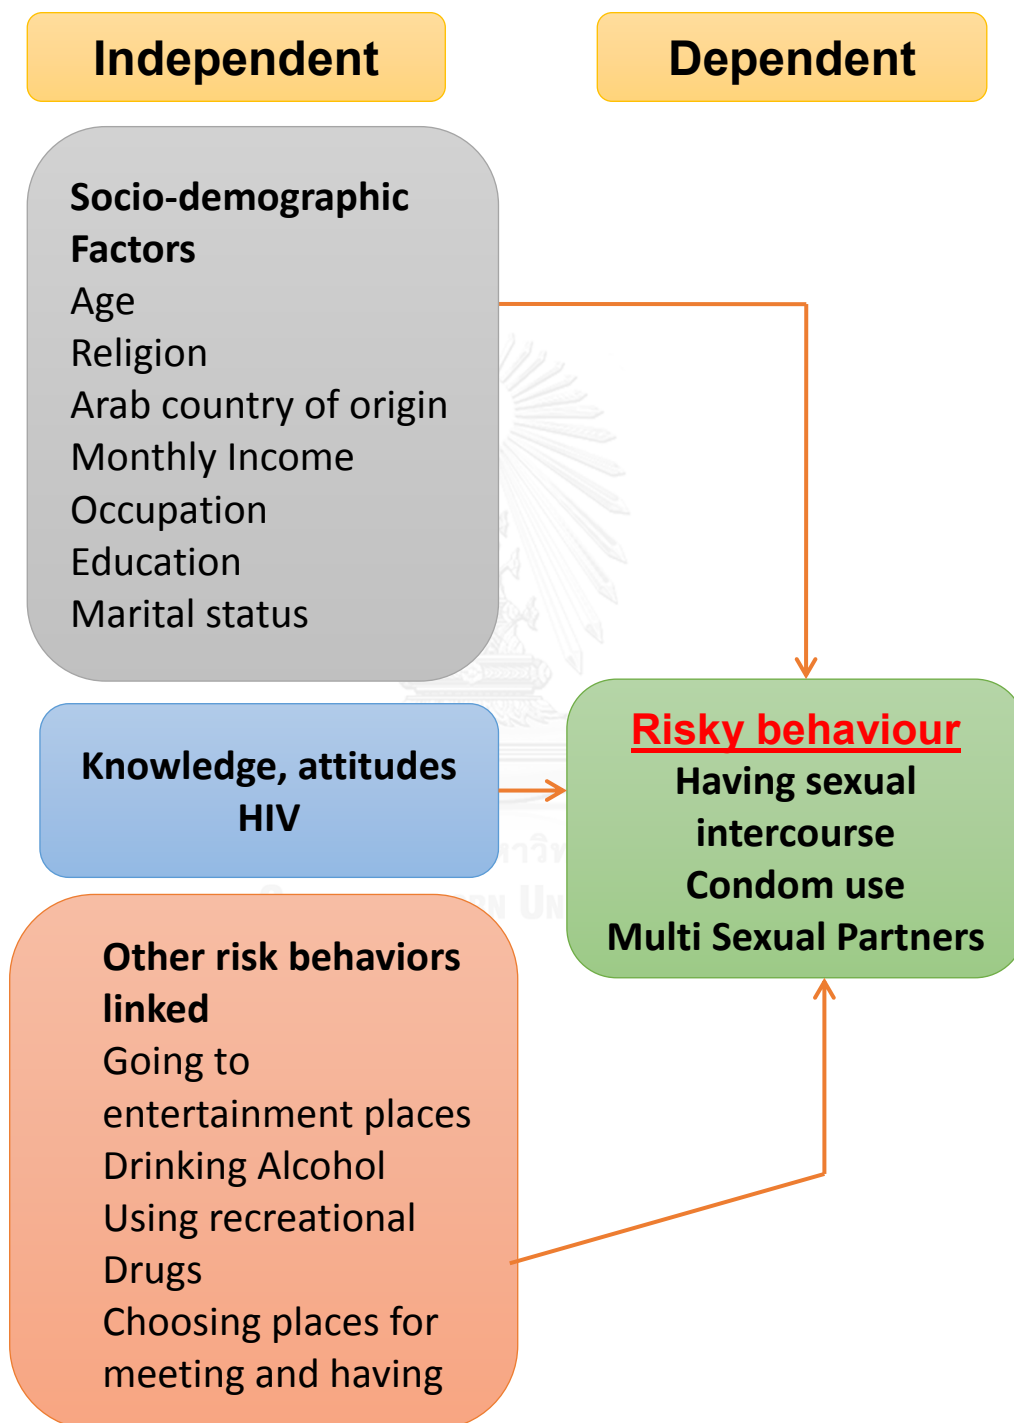 Independent
Dependent
Socio-demographic
Factors
Age
Religion
Arab country of origin
Monthly Income
Occupation
Education
Marital status
Knowledge, attitudes
HIV
Risky behaviour
Having sexual
intercourse
Condom use
Multi Sexual Partners
Other risk behaviors
linked
Going to
entertainment places
Drinking Alcohol
Using recreational
Drugs
Choosing places for
meeting and having